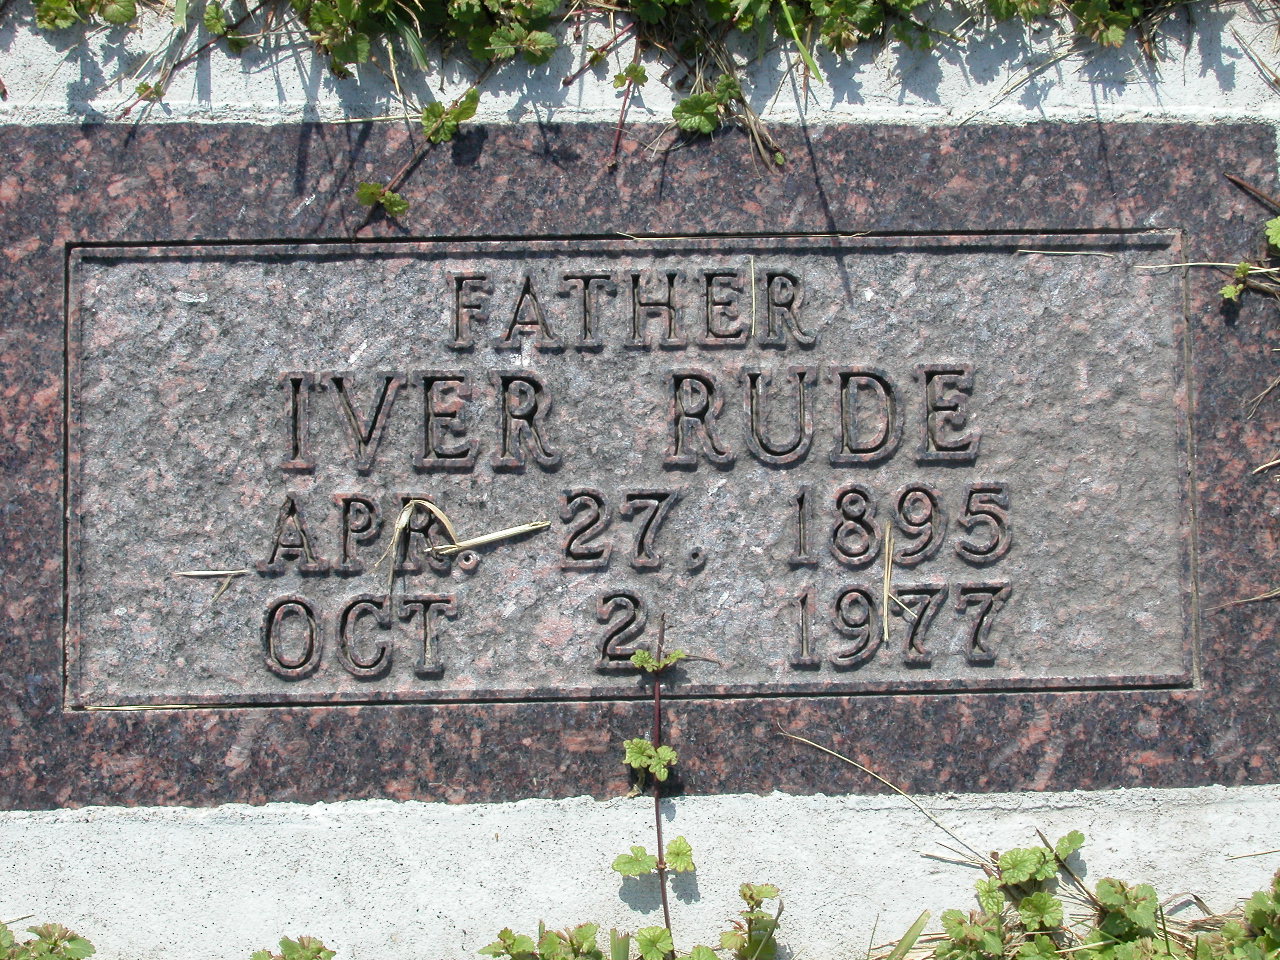 FATHER
IVER RUDE
APR. 27, 1895
OCT 2, 1977